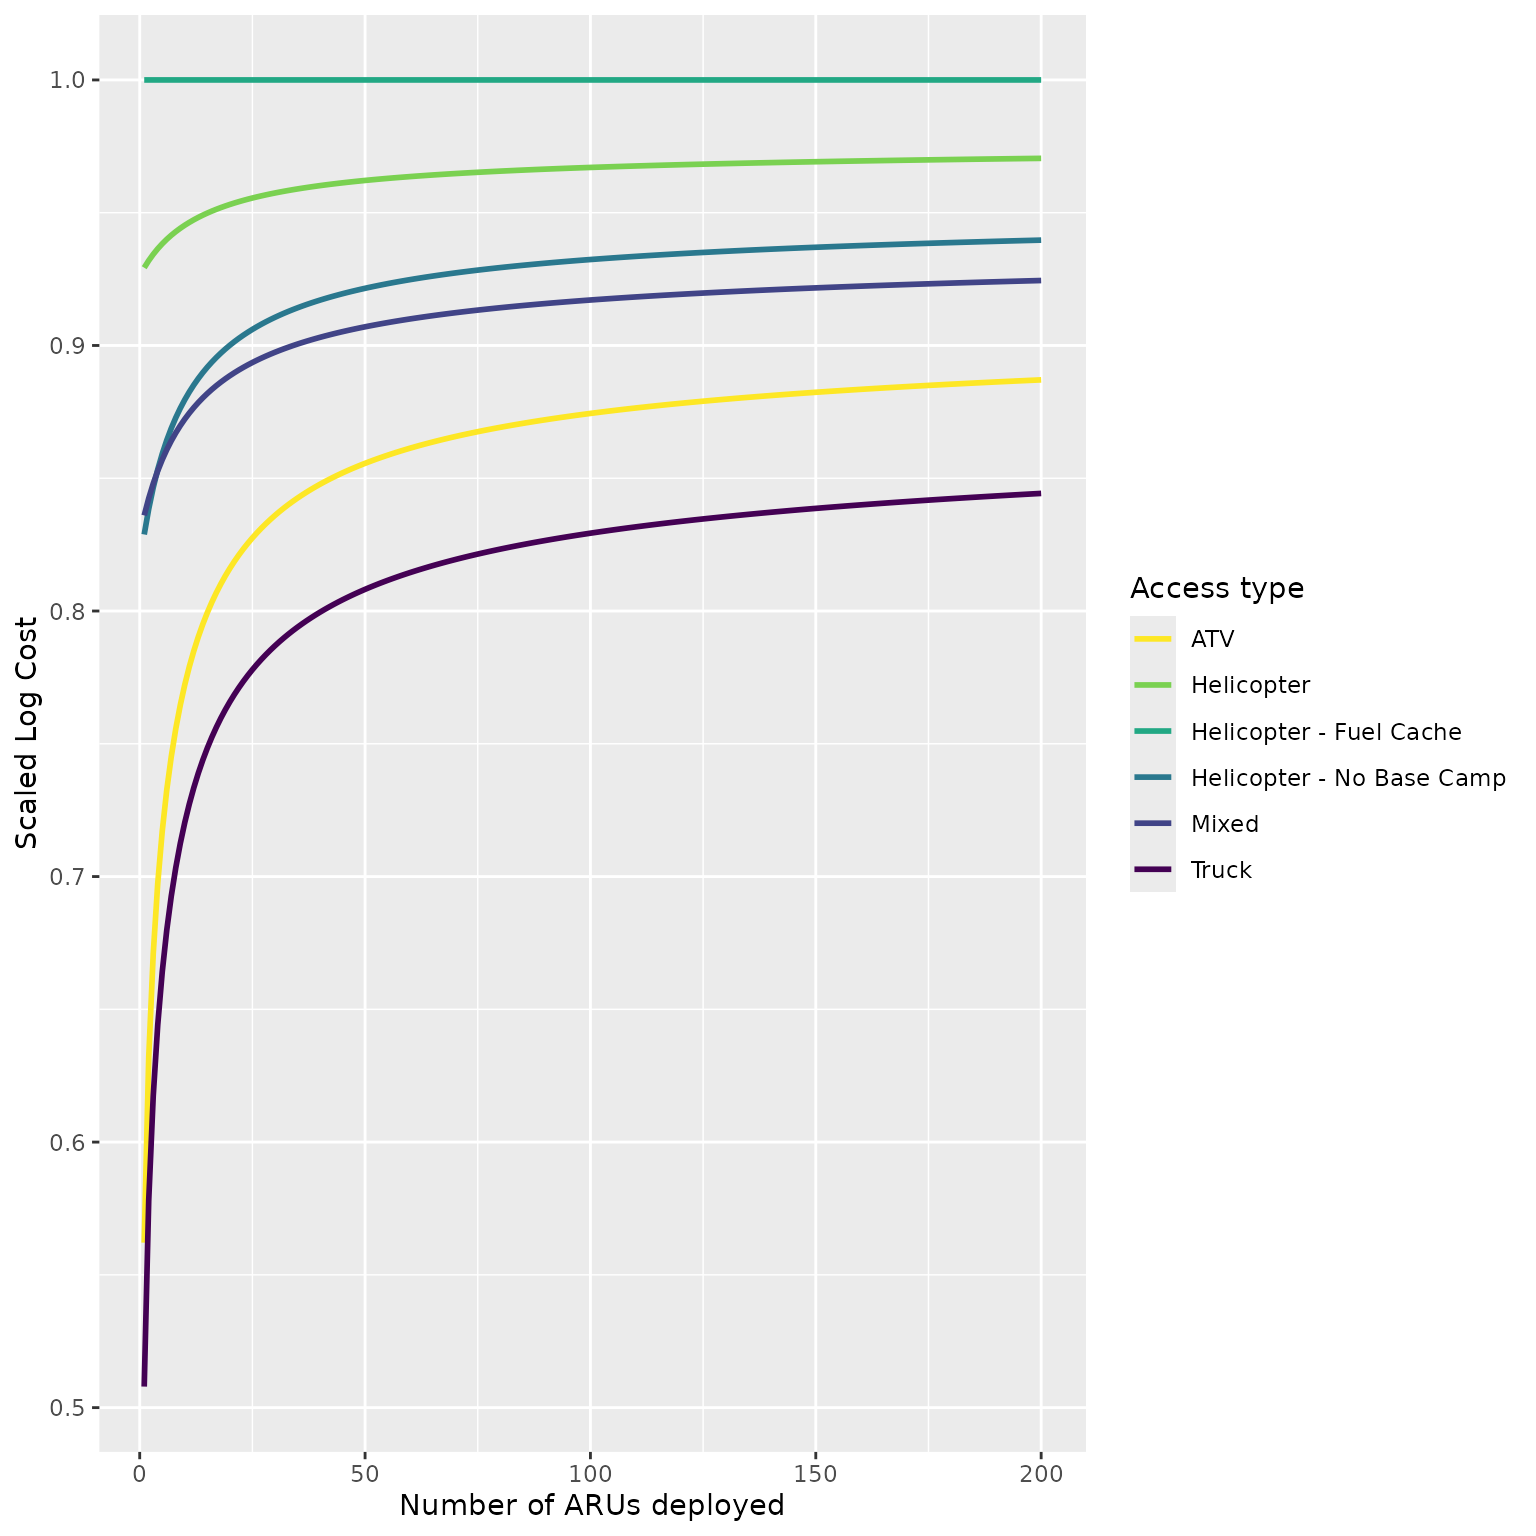 1.0
0.9
0.8
0.7
0.6
0.5
Scaled Log Cost
0
50
100
150
200
Number of ARUs deployed
Access type
ATV
Helicopter
Helicopter - Fuel Cache
Helicopter - No Base Camp
Mixed
Truck